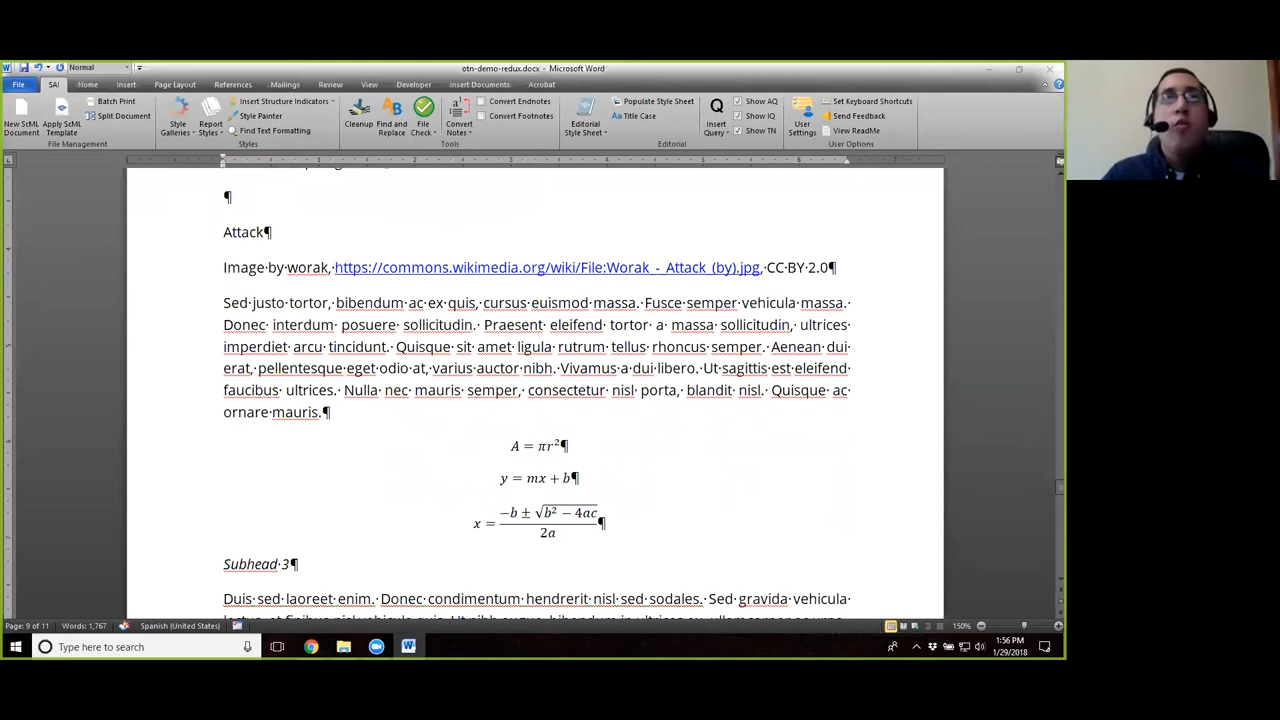 Normal
otn-demo-redux.docx - Microsoft Word
File SAI Home Insert Page Layout References Mailings Review View Developer Insert Documents Acrobat
New ScML Document
Apply ScML Template
Batch Print
Split Document
File Management
Style Galleries
Report Styles
Insert Structure Indicators
Style Painter
Find Text Formatting
Styles
Cleanup
Find and Replace
File Check
Convert Notes
Convert Endnotes
Convert Footnotes
Tools
Editorial Style Sheet
Populate Style Sheet
Title Case
Editorial
Insert Query
Show AQ
Show IQ
Show TN
User Settings
Set Keyboard Shortcuts
Send Feedback
View ReadMe
User Options
¶
Attack¶
Image·by·worak,·https://commons.wikimedia.org/wiki/File:Worak_-_Attack_(by).jpg,·CC·BY·2.0¶
Sed·justo·tortor,·bibendum·ac·ex·quis,·cursus·euismod·massa.·Fusce·semper·vehicula·massa.·
Donec·interdum·posuere·sollicitudin.·Praesent·eleifend·tortor·a·massa·sollicitudin,·ultrices·
imperdiet·arcu·tincidunt.·Quisque·sit·amet·ligula·rutrum·tellus·rhoncus·semper.·Aenean·dui·
erat,·pellentesque·eget·odio·at,·varius·auctor·nibh.·Vivamus·a·dui·libero.·Ut·sagittis·est·eleifend·
faucibus·ultrices.·Nulla·nec·mauris·semper,·consectetur·nisl·porta,·blandit·nisl.·Quisque·ac·
ornare·mauris.¶
A = πr²¶
y = mx + b¶
x = (−b ± √(b² − 4ac)) / 2a¶
Subhead·3¶
Duis·sed·laoreet·enim.·Donec·condimentum·hendrerit·nisl·sed·sodales.·Sed·gravida·vehicula·
Page: 9 of 11 Words: 1,767 Spanish (United States) 150%
Type here to search
1:56 PM
1/29/2018